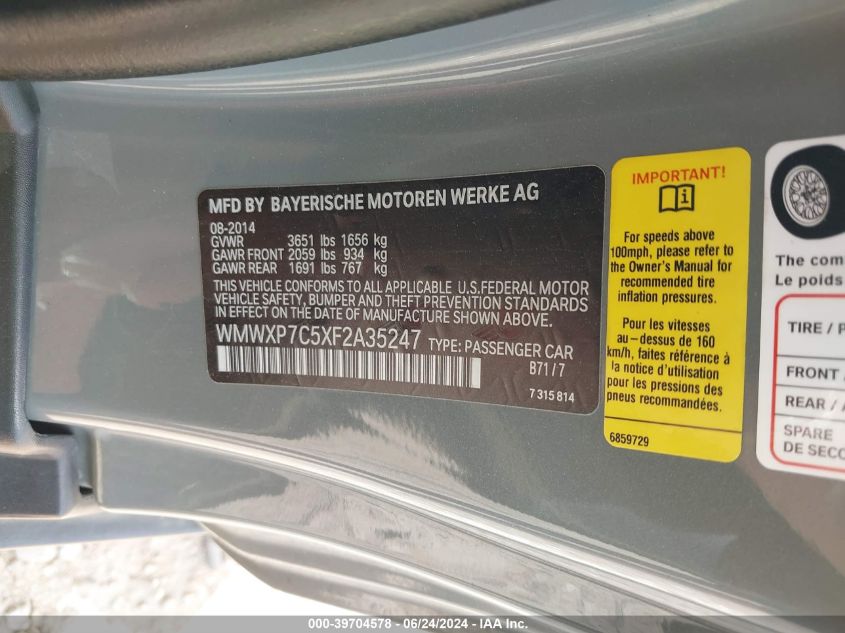 MFD BY BAYERISCHE MOTOREN WERKE AG
08-2014
GVWR 3651 lbs 1656 kg
GAWR FRONT 2059 lbs 934 kg
GAWR REAR 1691 lbs 767 kg
THIS VEHICLE CONFORMS TO ALL APPLICABLE U.S.FEDERAL MOTOR
VEHICLE SAFETY, BUMPER AND THEFT PREVENTION STANDARDS
IN EFFECT ON THE DATE OF MANUFACTURE SHOWN ABOVE.
WMWXP7C5XF2A35247 TYPE: PASSENGER CAR
B71/7
7 315 814
IMPORTANT!
For speeds above
100mph, please refer to
the Owner's Manual for
recommended tire
inflation pressures.
Pour les vitesses
au-dessus de 160
km/h, faites référence à
la notice d'utilisation
pour les pressions des
pneus recommandées.
6859729
The com
Le poids
TIRE / P
FRONT
REAR /
SPARE
DE SECO
000-39704578 - 06/24/2024 - IAA, Inc.